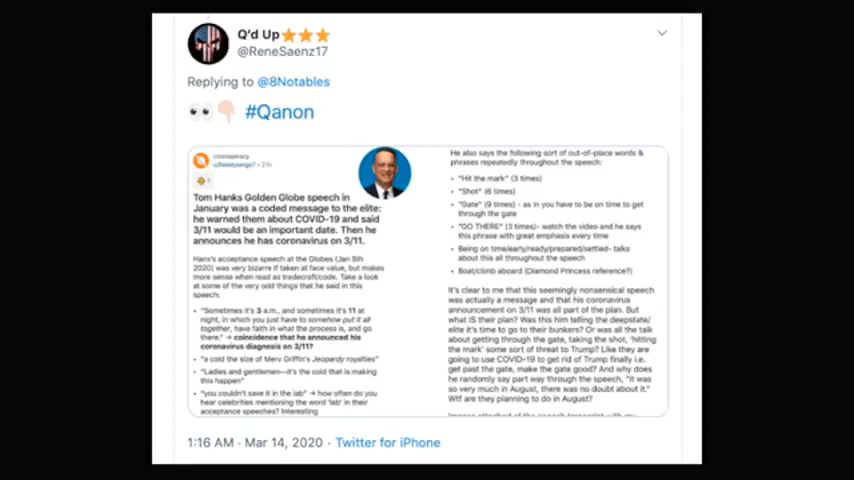 Q'd Up
@ReneSaenz17
Replying to @8Notables
#Qanon
21h
Tom Hanks Golden Globe speech in
January was a coded message to the elite:
he warned them about COVID-19 and said
3/11 would be an important date. Then he
announces he has coronavirus on 3/11.
Hanx's acceptance speech at the Globes (Jan 5th
2020) was very bizarre if taken at face value, but makes
more sense when read as tradecraft/code. Take a look
at some of the very odd things that he said in this
speech:
• "Sometimes it's 3 a.m., and sometimes it's 11 at
night, in which you just have to somehow put it all
together, have faith in what the process is, and go
there." → coincidence that he announced his
coronavirus diagnosis on 3/11?
• "a cold the size of Merv Griffin's Jeopardy royalties"
• "Ladies and gentlemen—it's the cold that is making
this happen"
• "you couldn't save it in the lab" → how often do you
hear celebrities mentioning the word 'lab' in their
acceptance speeches? Interesting
He also says the following sort of out-of-place words &
phrases repeatedly throughout the speech:
• "Hit the mark" (3 times)
• "Shot" (6 times)
• "Gate" (9 times) - as in you have to be on time to get
through the gate
• "GO THERE" (3 times)- watch the video and he says
this phrase with great emphasis every time
• Being on time/early/ready/prepared/settled- talks
about this all throughout the speech
• Boat/climb aboard (Diamond Princess reference?)
It's clear to me that this seemingly nonsensical speech
was actually a message and that his coronavirus
announcement on 3/11 was all part of the plan. But
what IS their plan? Was this him telling the deepstate/
elite it's time to go to their bunkers? Or was all the talk
about getting through the gate, taking the shot, 'hitting
the mark' some sort of threat to Trump? Like they are
going to use COVID-19 to get rid of Trump finally i.e.
get past the gate, make the gate good? And why does
he randomly say part way through the speech, "it was
so very much in August, there was no doubt about it."
Wtf are they planning to do in August?
1:16 AM · Mar 14, 2020 · Twitter for iPhone